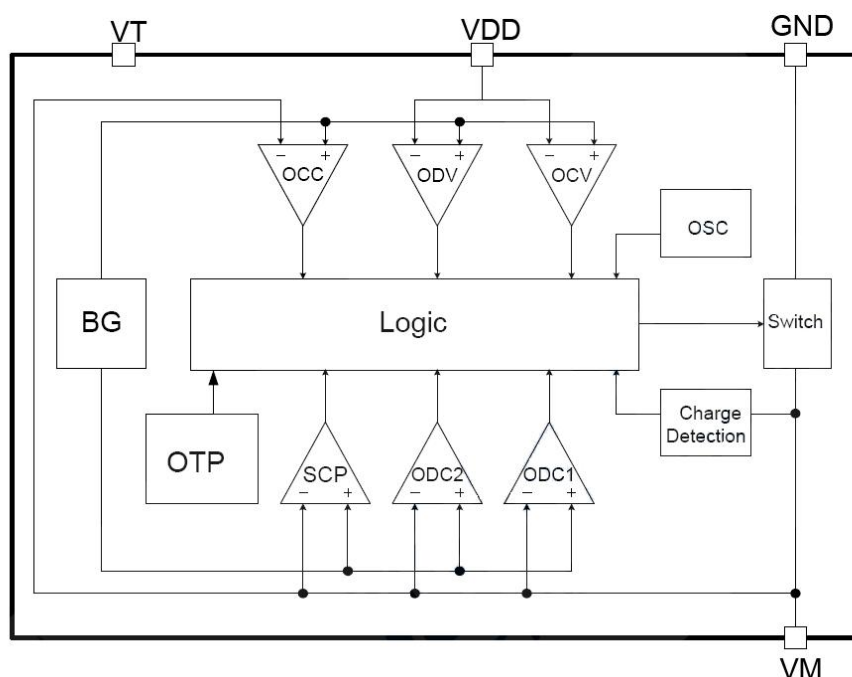 VT
VDD
GND
− +
− +
− +
OCC
ODV
OCV
OSC
BG
Logic
Switch
OTP
Charge
Detection
SCP
ODC2
ODC1
− +
− +
− +
VM